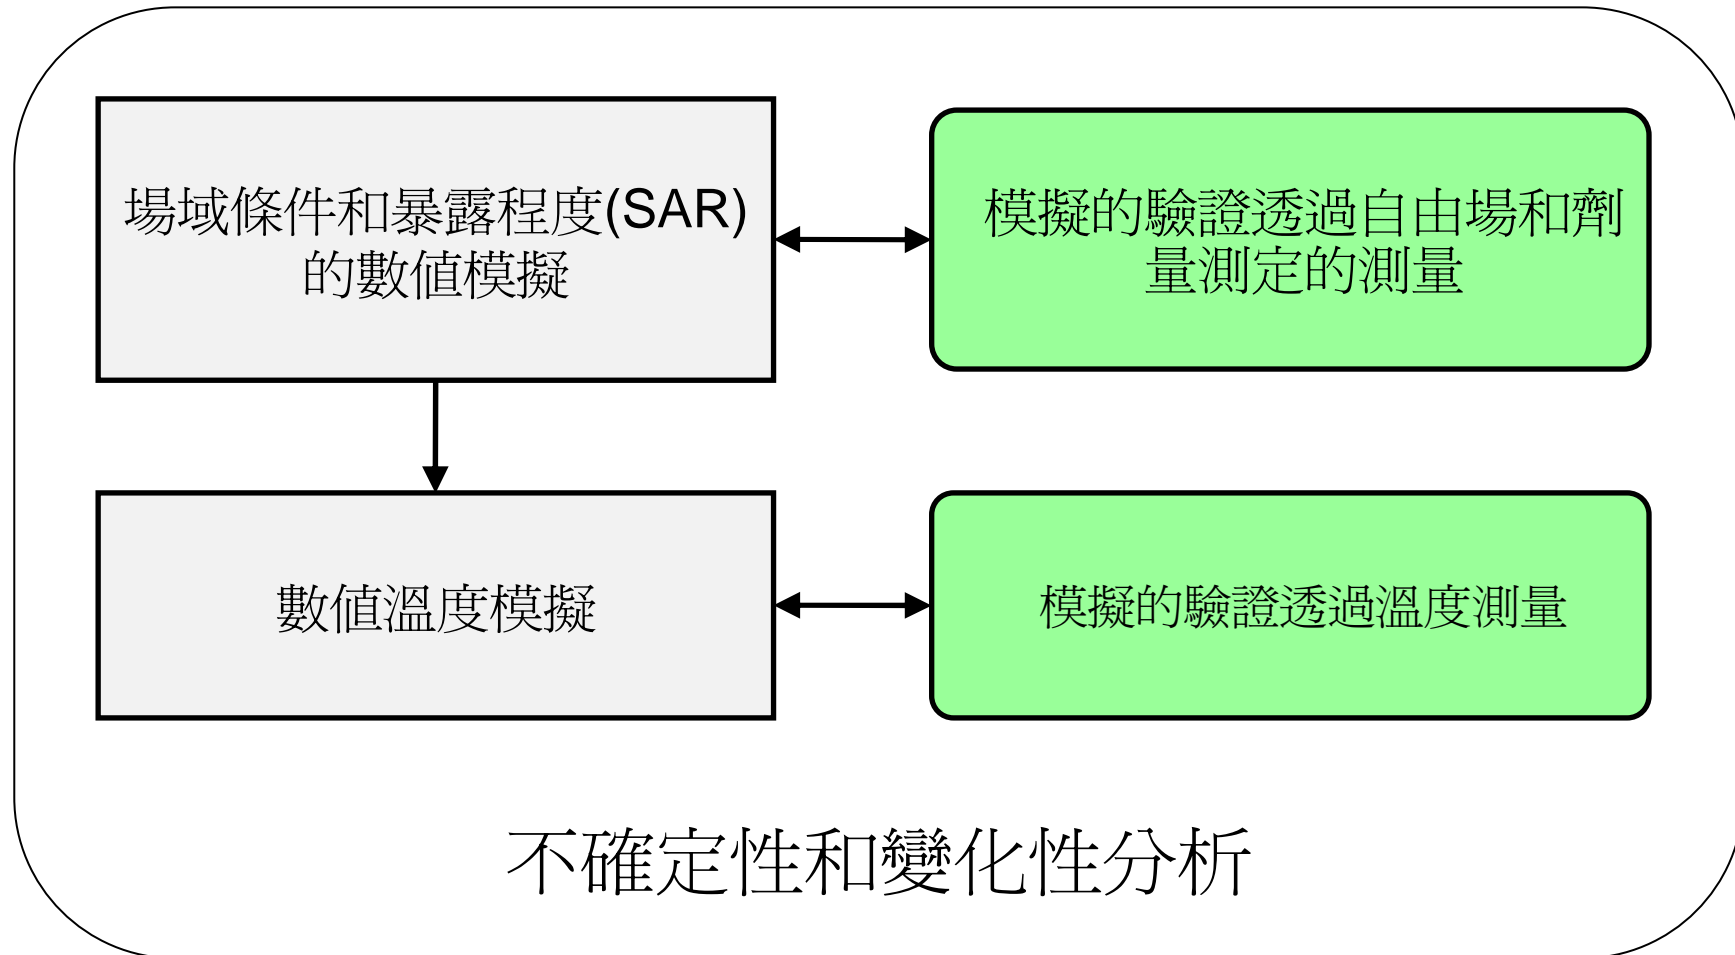 場域條件和暴露程度(SAR)
的數值模擬
模擬的驗證透過自由場和劑
量測定的測量
數值溫度模擬
模擬的驗證透過溫度測量
不確定性和變化性分析